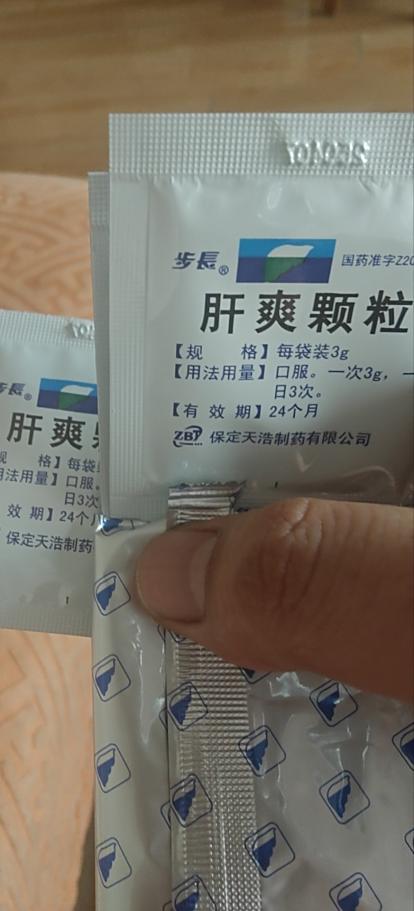 步長®
国药准字Z20
肝爽颗粒
【规　　格】每袋装3g
【用法用量】口服。一次3g，一
日3次。
【有 效 期】24个月
ZBT 保定天浩制药有限公司
步長®
肝爽
规　　格】每袋
用法用量】口服。
日3次
效 期】24个月
保定天浩制药